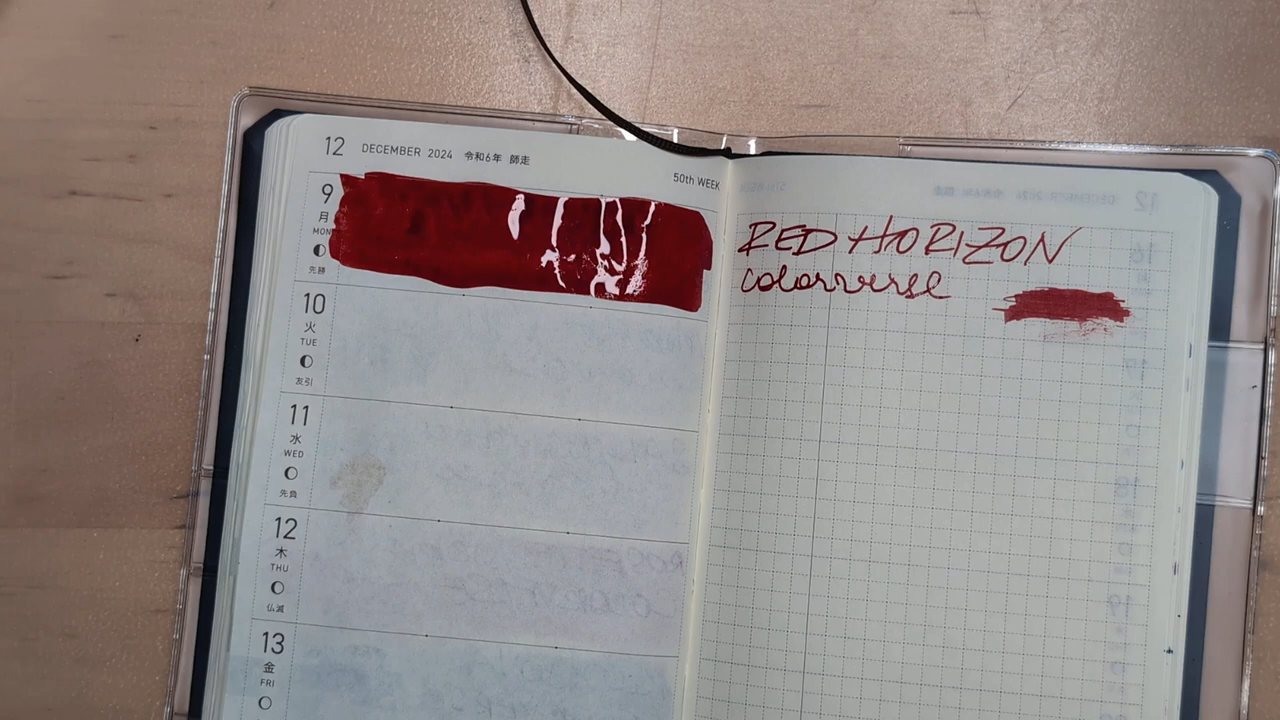 12 DECEMBER 2024 令和6年 師走
50th WEEK
9
月
MON
先勝
10
火
TUE
友引
11
水
WED
先負
12
木
THU
仏滅
13
金
FRI
RED HORIZON
colorverse